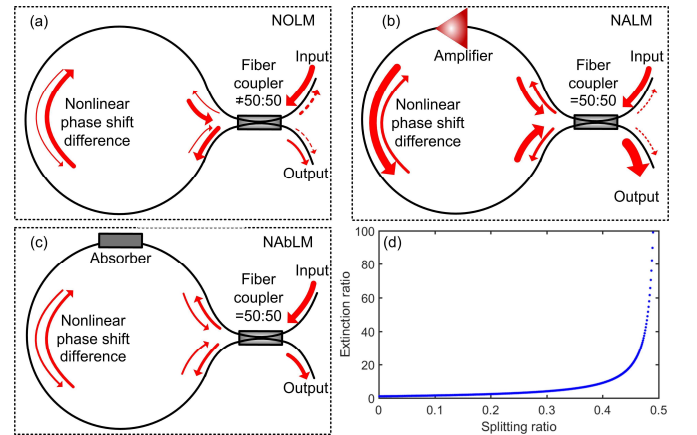 (a)
NOLM
Input
Fiber
coupler
≠50:50
Nonlinear
phase shift
difference
Output
(b)
NALM
Amplifier
Input
Fiber
coupler
=50:50
Nonlinear
phase shift
difference
Output
(c)
NAbLM
Absorber
Input
Fiber
coupler
=50:50
Nonlinear
phase shift
difference
Output
(d)
Extinction ratio
100
80
60
40
20
0
0
0.1
0.2
0.3
0.4
0.5
Splitting ratio